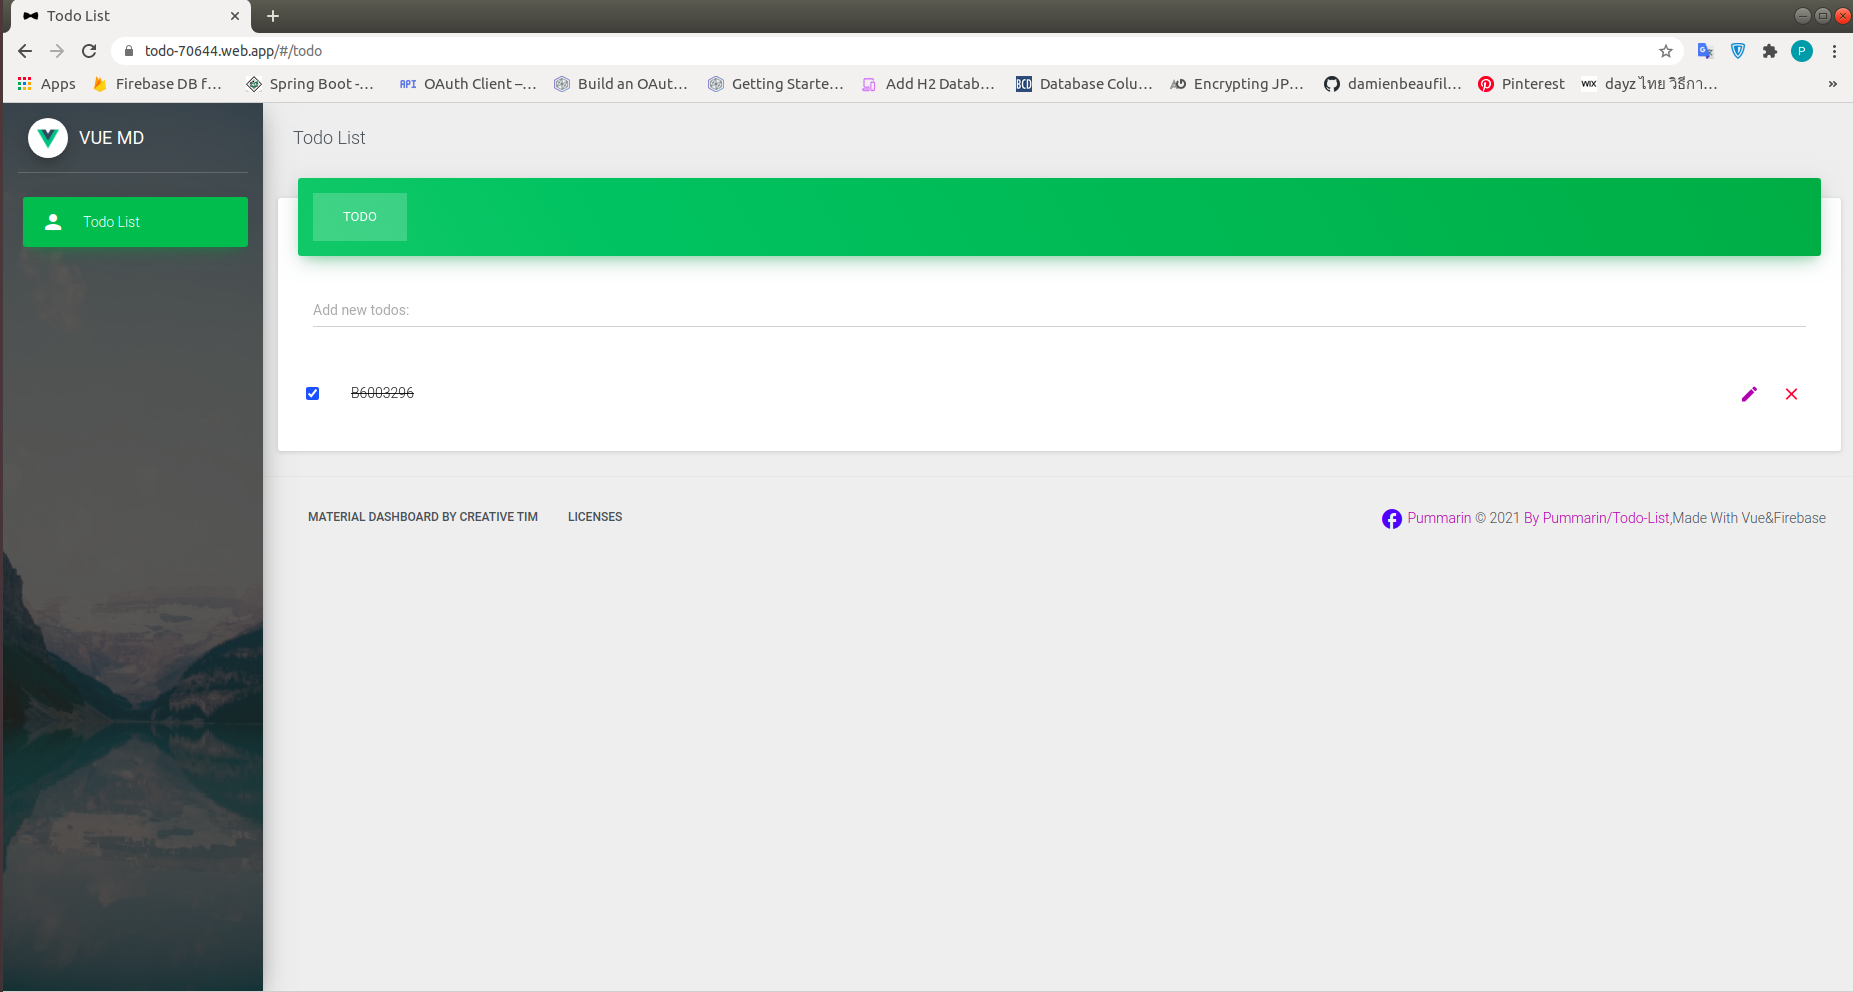 Todo List
todo-70644.web.app/#/todo
P
Apps
Firebase DB f...
Spring Boot -...
API OAuth Client –...
Build an OAut...
Getting Starte...
Add H2 Datab...
BCD Database Colu...
Encrypting JP...
damienbeaufil...
Pinterest
WIX dayz ไทย วิธีกา...
»
VUE MD
Todo List
Todo List
TODO
Add new todos:
B6003296
MATERIAL DASHBOARD BY CREATIVE TIM
LICENSES
Pummarin © 2021 By Pummarin/Todo-List,Made With Vue&Firebase